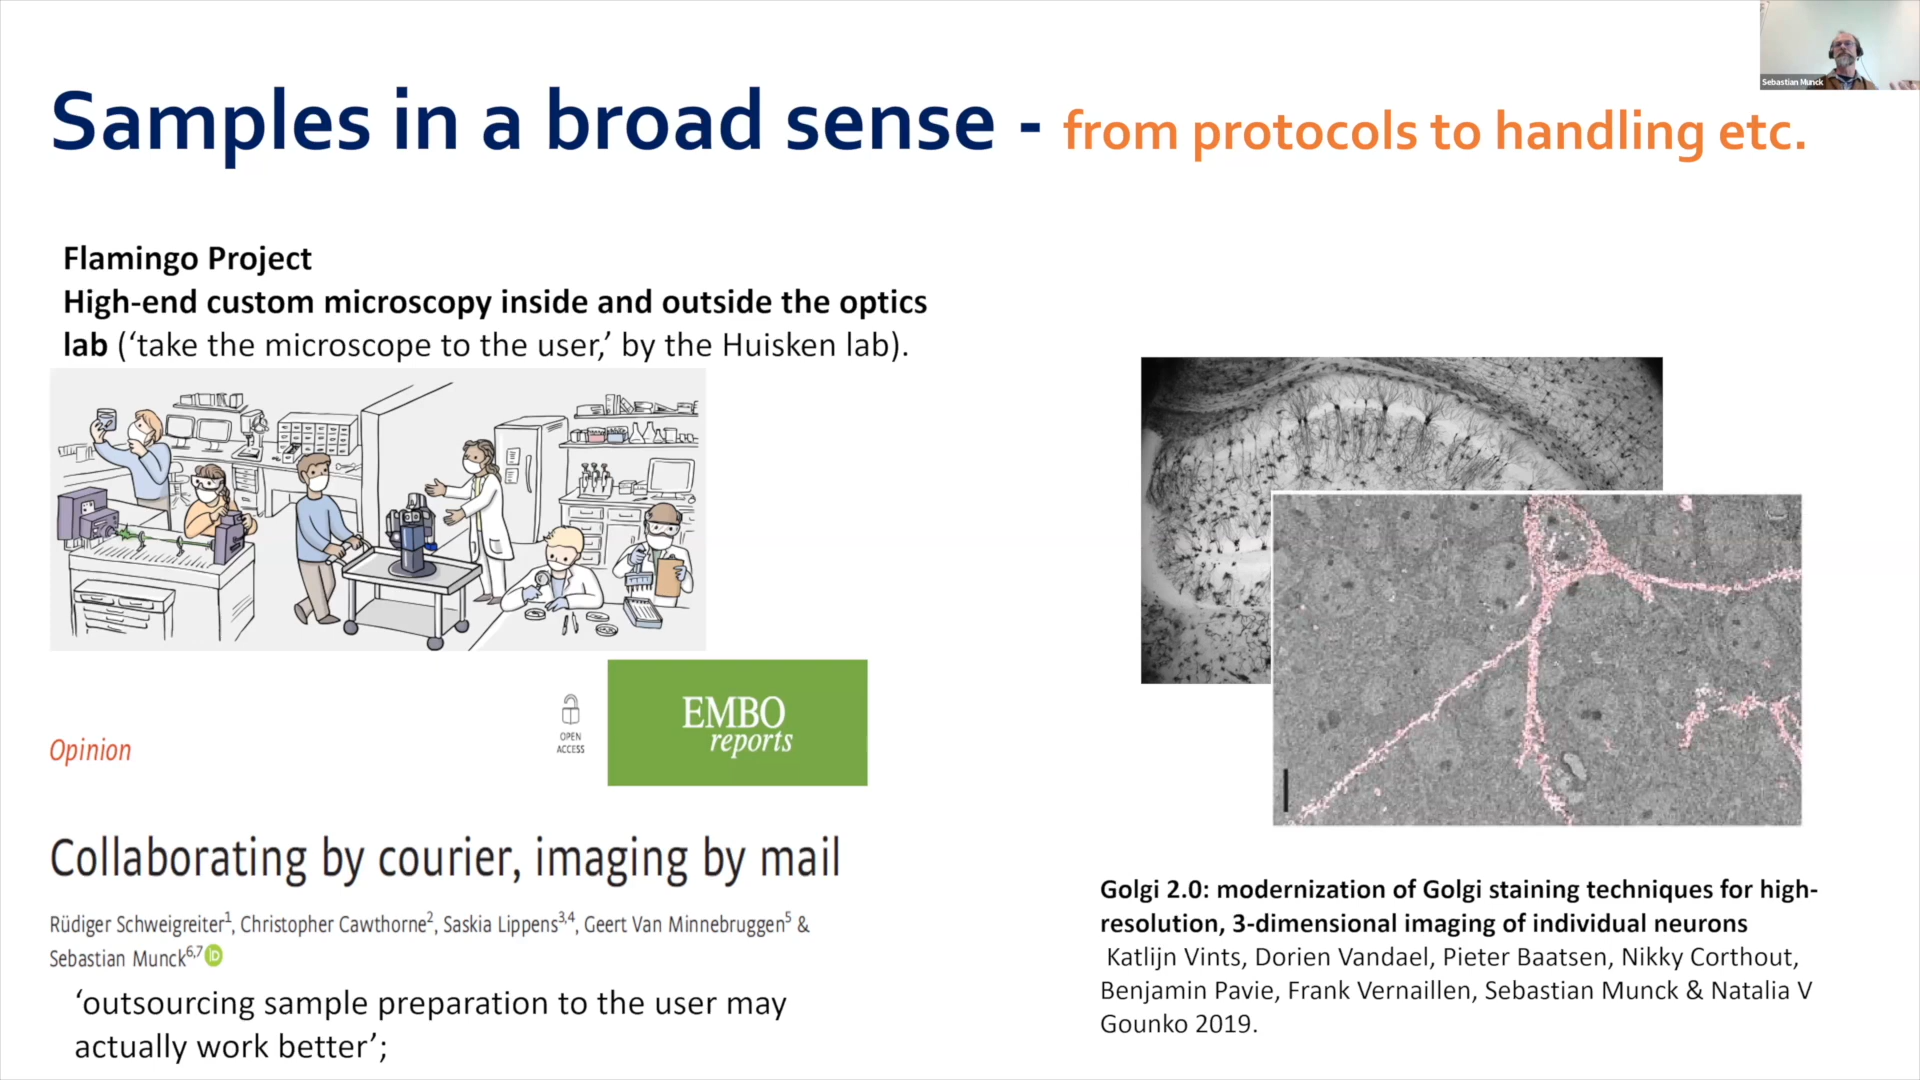 Sebastian Munck
Samples in a broad sense - from protocols to handling etc.
Flamingo Project
High-end custom microscopy inside and outside the optics
lab (‘take the microscope to the user,’ by the Huisken lab).
OPEN
ACCESS
EMBO
reports
Opinion
Collaborating by courier, imaging by mail
Rüdiger Schweigreiter1, Christopher Cawthorne2, Saskia Lippens3,4, Geert Van Minnebruggen5 &
Sebastian Munck6,7 iD
‘outsourcing sample preparation to the user may
actually work better’;
Golgi 2.0: modernization of Golgi staining techniques for high-
resolution, 3-dimensional imaging of individual neurons
Katlijn Vints, Dorien Vandael, Pieter Baatsen, Nikky Corthout,
Benjamin Pavie, Frank Vernaillen, Sebastian Munck & Natalia V
Gounko 2019.